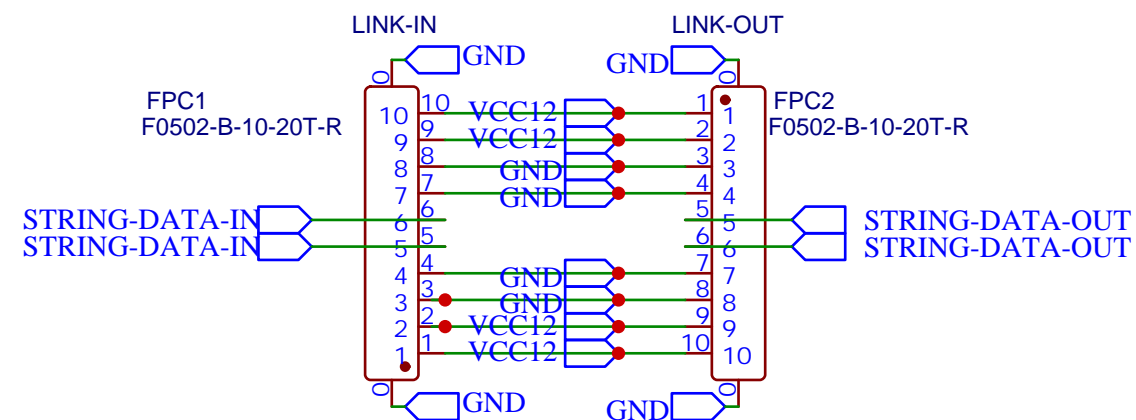 LINK-IN LINK-OUT
GND GND
0 0
FPC1 FPC2
F0502-B-10-20T-R F0502-B-10-20T-R
10 10 VCC12 1 1
9 9 VCC12 2 2
8 8 GND 3 3
7 7 GND 4 4
STRING-DATA-IN 6 6 5 5 STRING-DATA-OUT
STRING-DATA-IN 5 5 6 6 STRING-DATA-OUT
4 4 GND 7 7
3 3 GND 8 8
2 2 VCC12 9 9
1 1 VCC12 10 10
0 0
GND GND